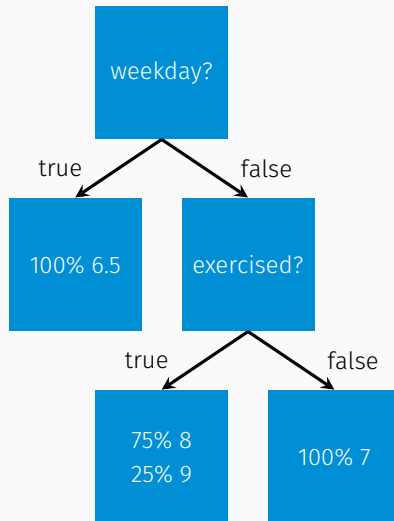 weekday?
true
false
100% 6.5
exercised?
true
false
75% 8
25% 9
100% 7